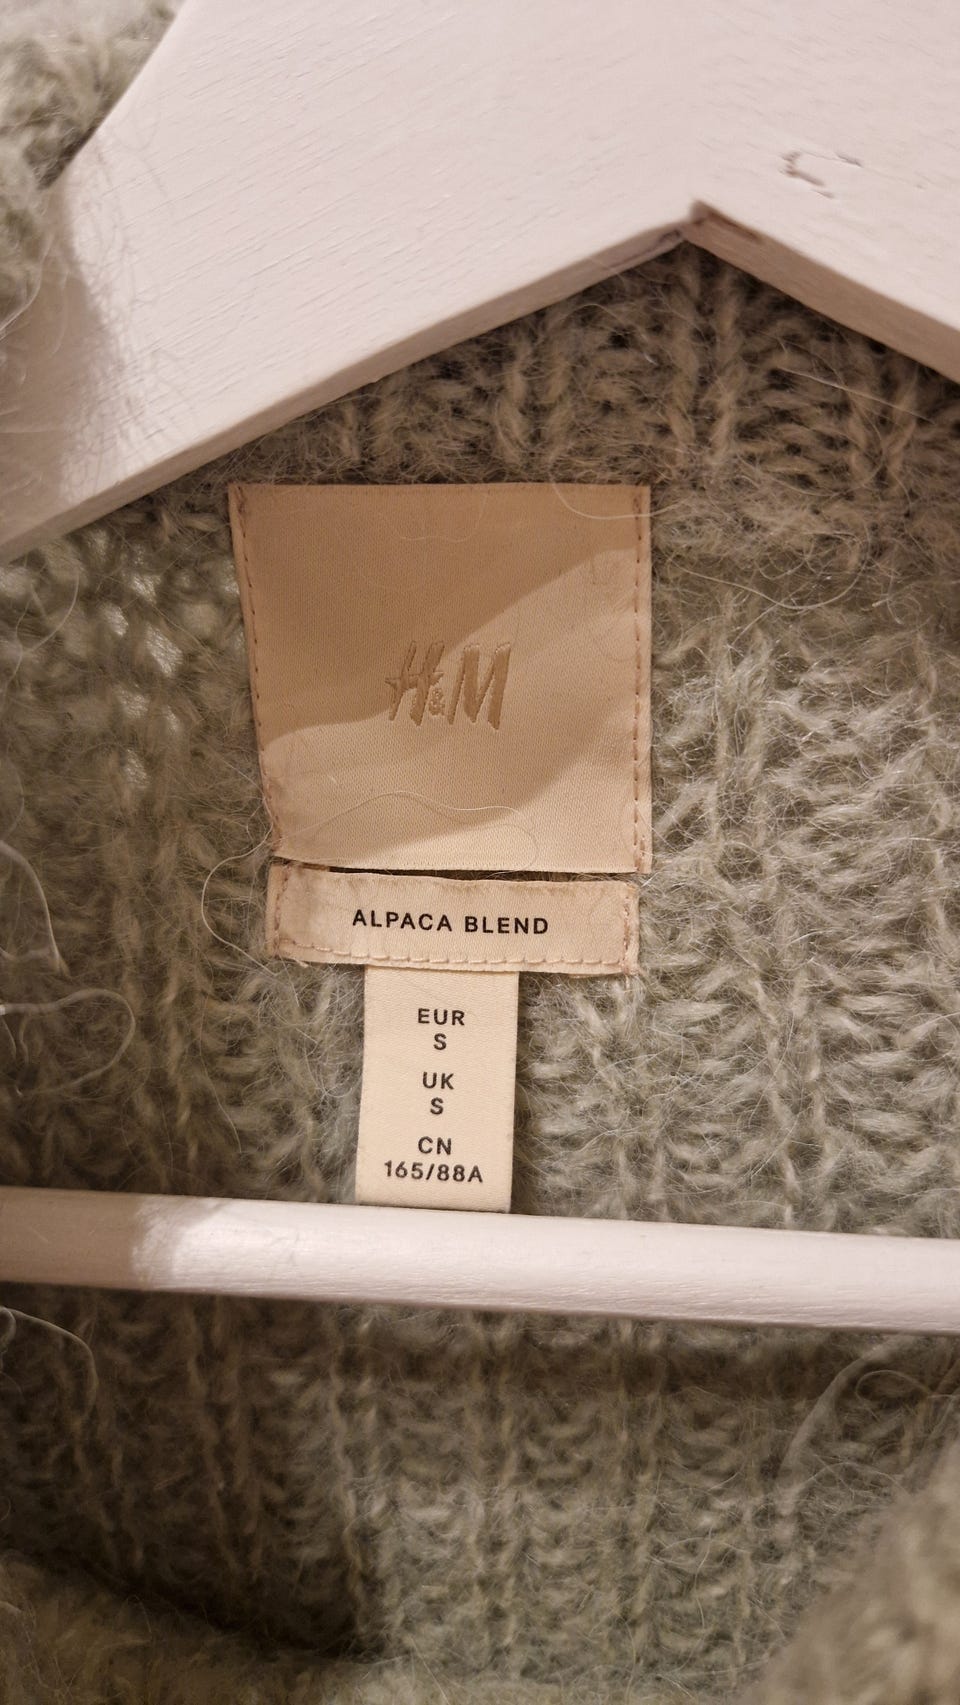 H&M
ALPACA BLEND
EUR
S
UK
S
CN
165/88A